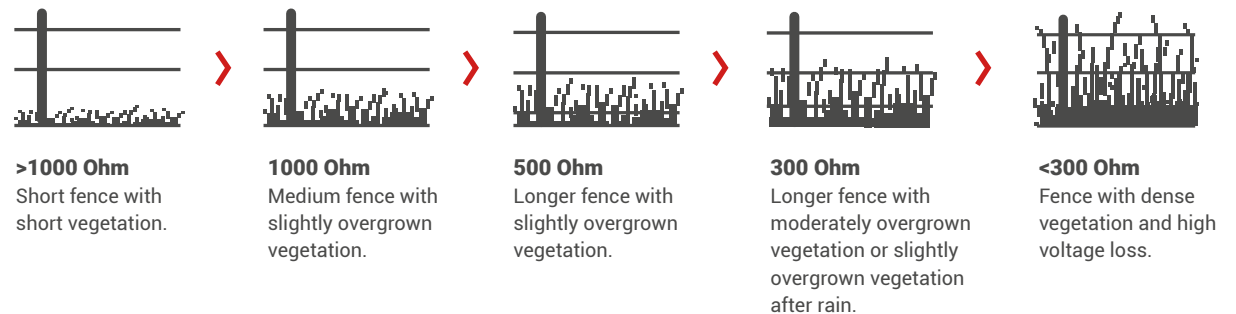 >1000 Ohm
Short fence with
short vegetation.
1000 Ohm
Medium fence with
slightly overgrown
vegetation.
500 Ohm
Longer fence with
slightly overgrown
vegetation.
300 Ohm
Longer fence with
moderately overgrown
vegetation or slightly
overgrown vegetation
after rain.
<300 Ohm
Fence with dense
vegetation and high
voltage loss.